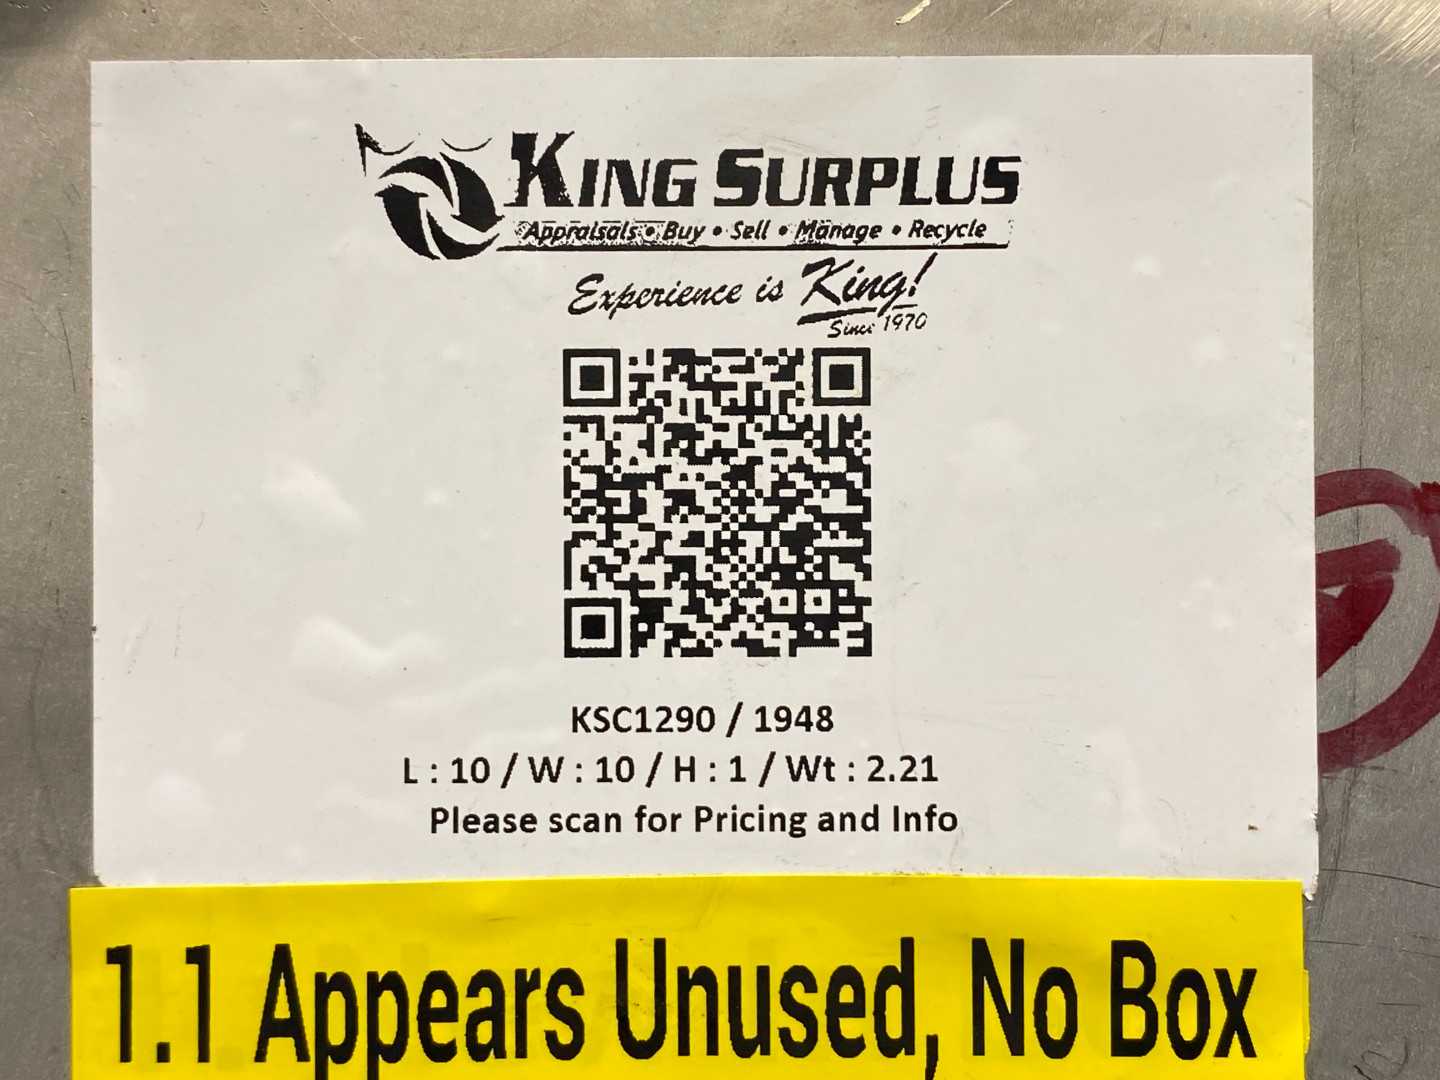 KING SURPLUS
Appraisals • Buy • Sell • Manage • Recycle
Experience is King!
Since 1970
KSC1290 / 1948
L : 10 / W : 10 / H : 1 / Wt : 2.21
Please scan for Pricing and Info
1.1 Appears Unused, No Box